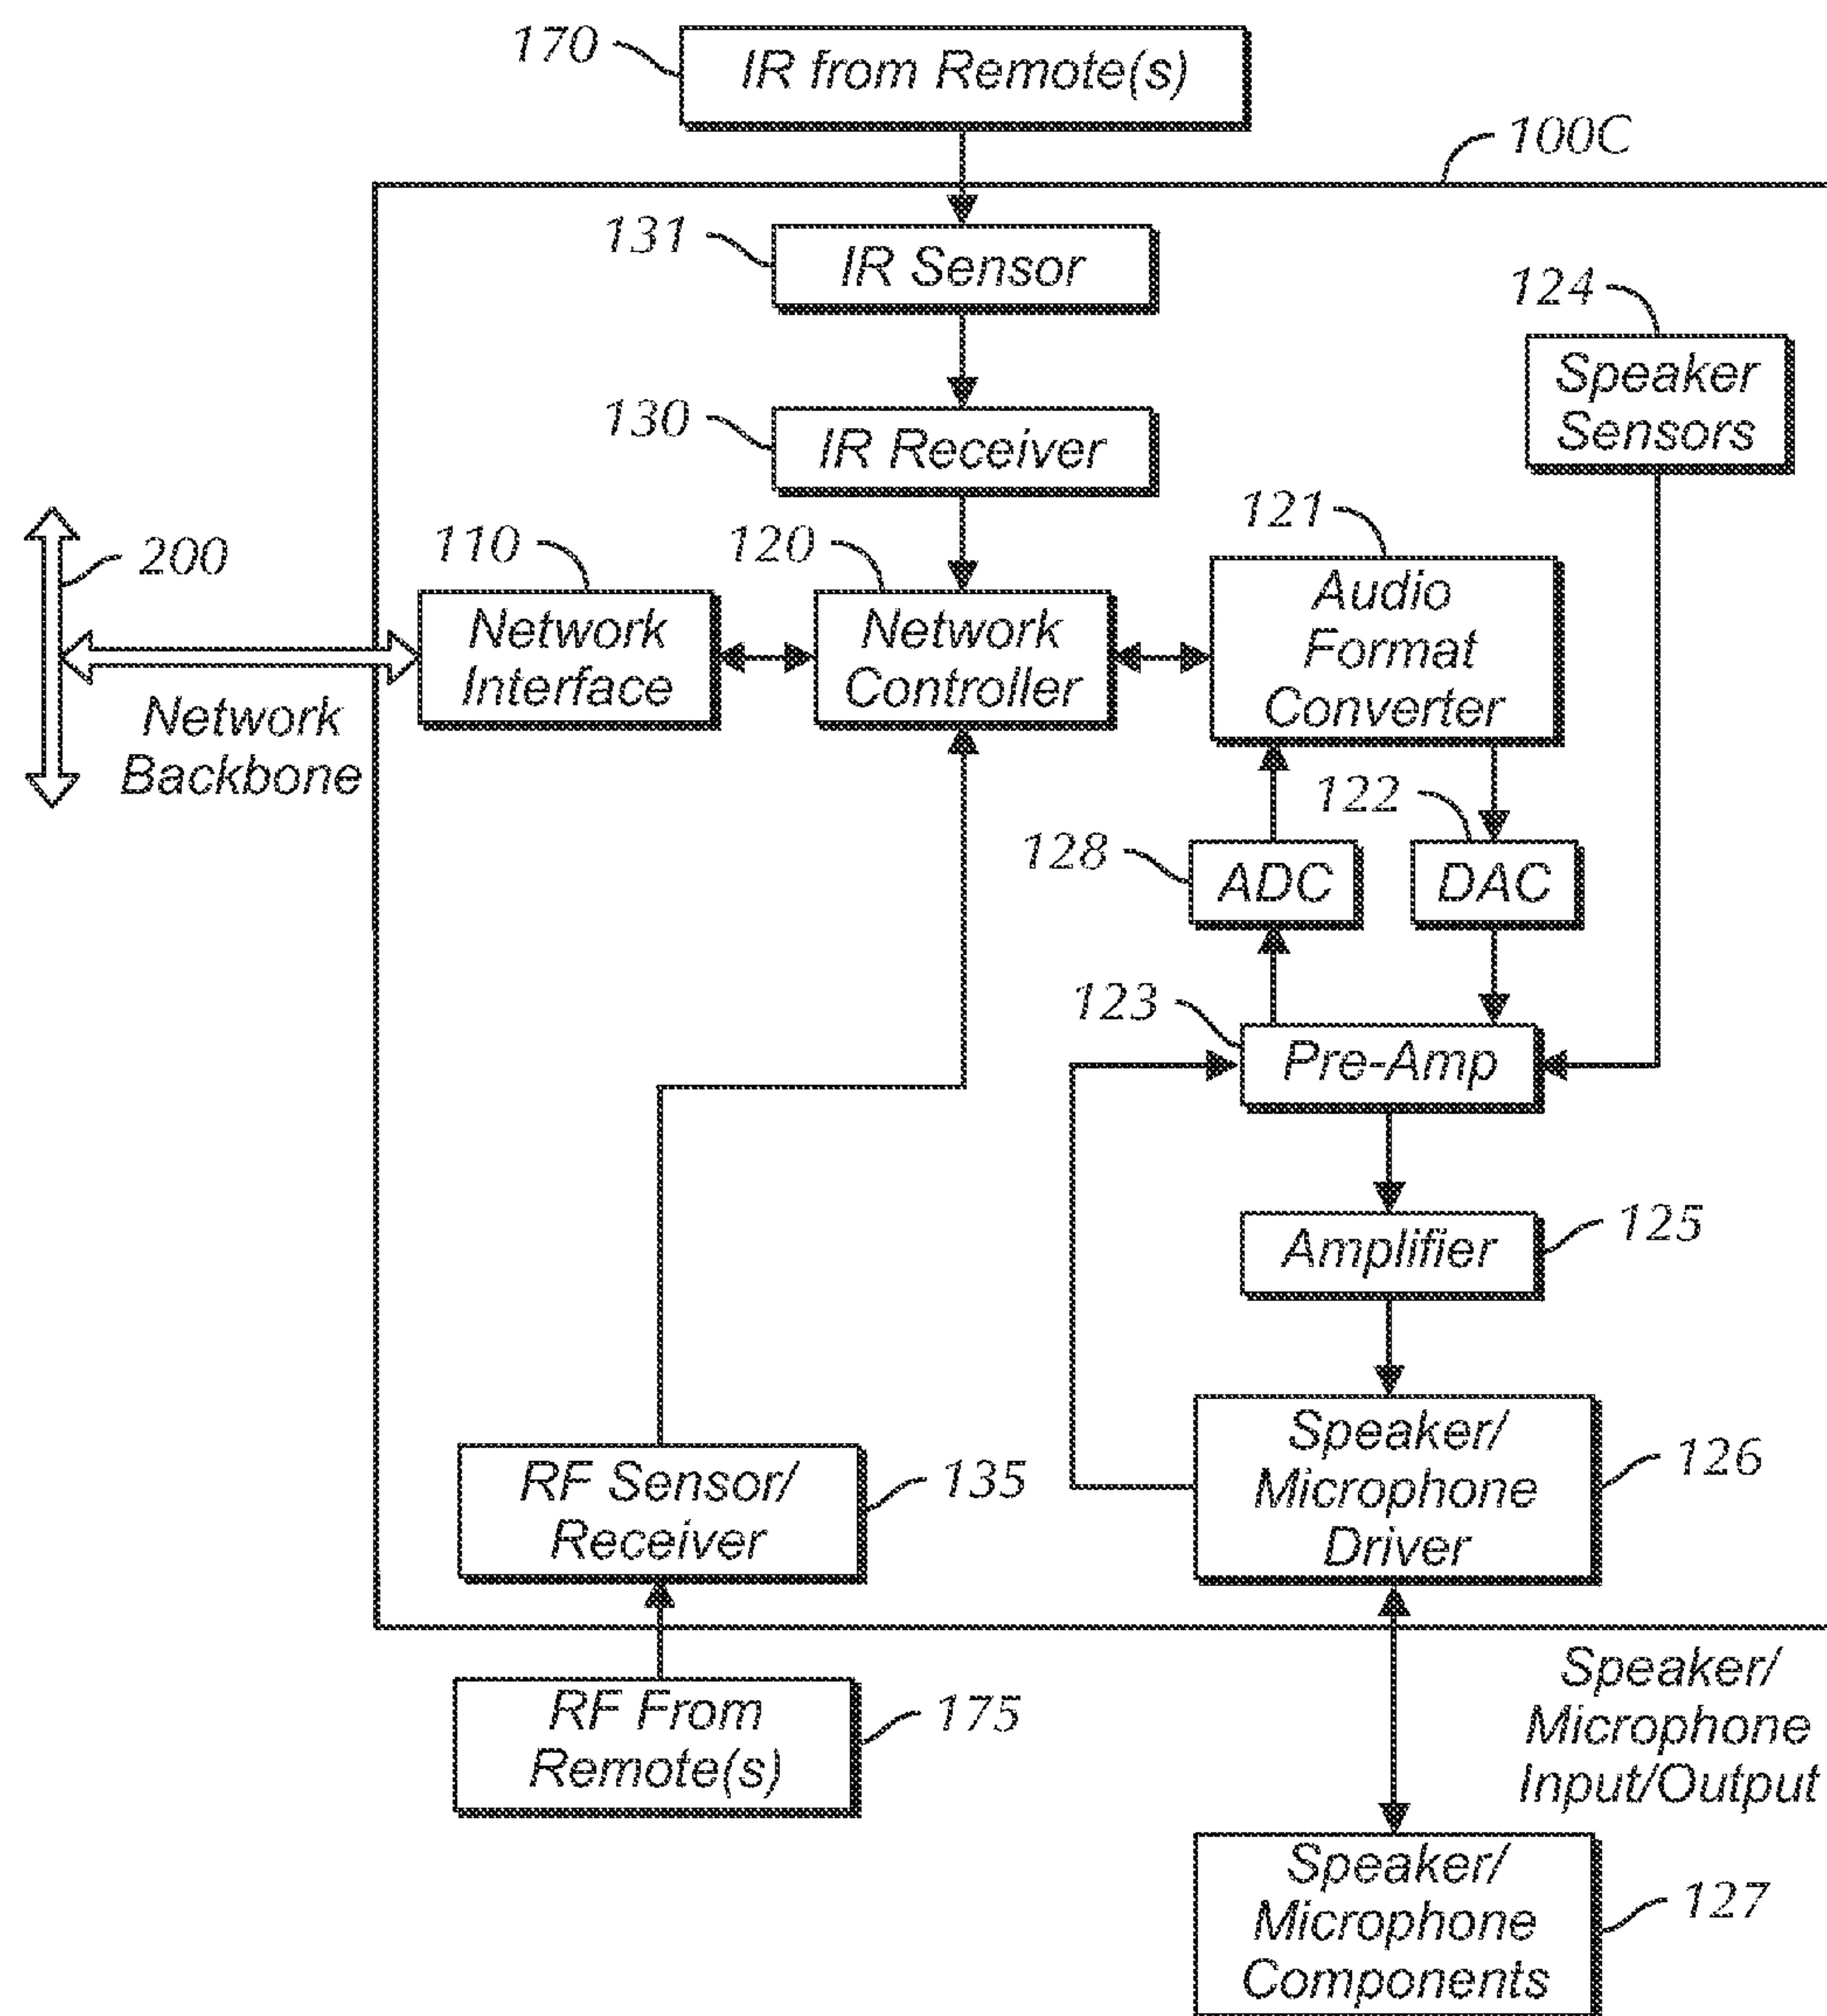 170
IR from Remote(s)
100C
131
IR Sensor
124
Speaker
Sensors
130
IR Receiver
200
110
120
121
Network
Interface
Network
Controller
Audio
Format
Converter
Network
Backbone
128
ADC
122
DAC
123
Pre-Amp
Amplifier
125
Speaker/
Microphone
Driver
126
RF Sensor/
Receiver
135
RF From
Remote(s)
175
Speaker/
Microphone
Input/Output
Speaker/
Microphone
Components
127